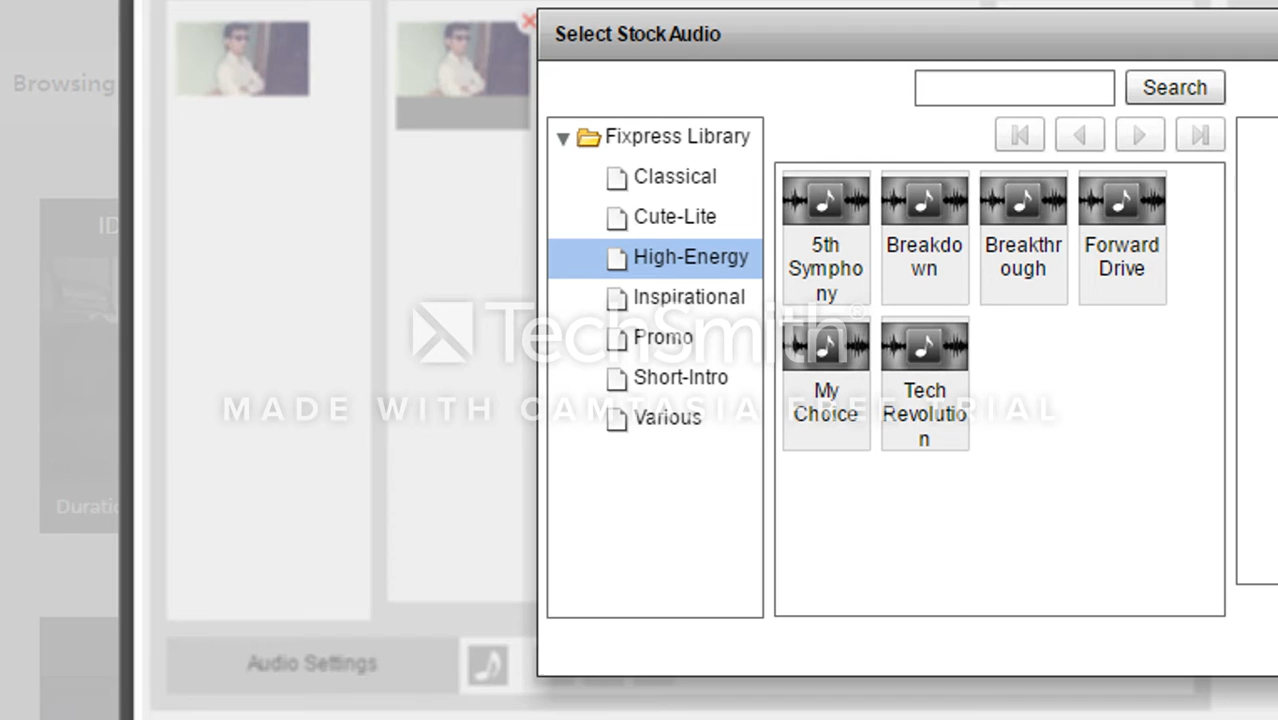 Select Stock Audio
Browsing
Search
Fixpress Library
Classical
Cute-Lite
High-Energy
Inspirational
Promo
Short-Intro
Various
5th
Sympho
ny
Breakdo
wn
Breakthr
ough
Forward
Drive
My
Choice
Tech
Revolutio
n
TechSmith®
MADE WITH CAMTASIA FREE TRIAL
ID
Duratio
Audio Settings